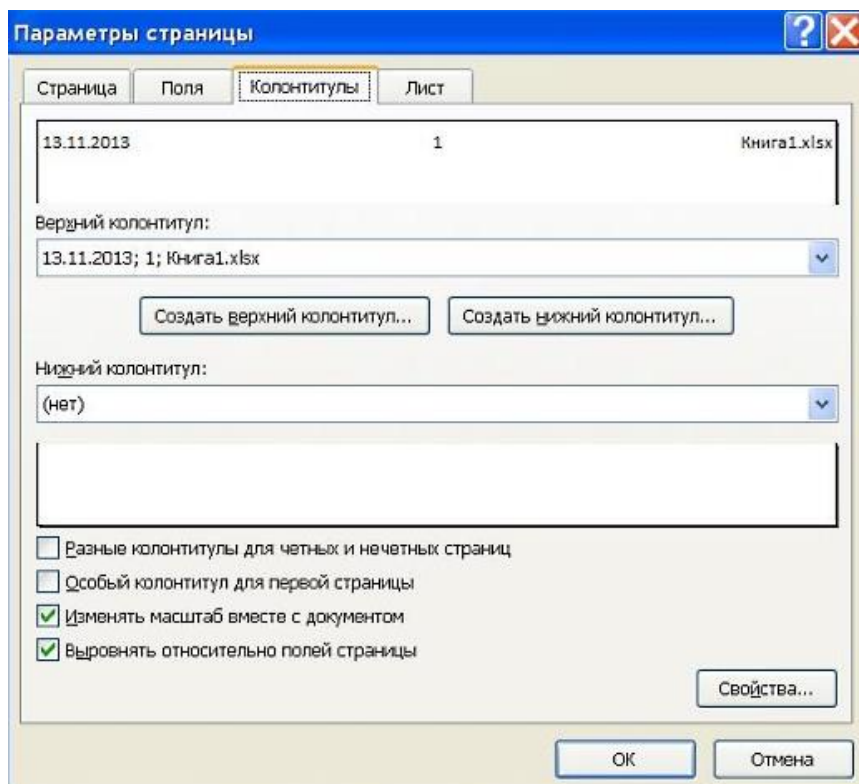 Параметры страницы
Страница Поля Колонтитулы Лист
13.11.2013 1 Книга1.xlsx
Верхний колонтитул:
13.11.2013; 1; Книга1.xlsx
Создать верхний колонтитул... Создать нижний колонтитул...
Нижний колонтитул:
(нет)
Разные колонтитулы для четных и нечетных страниц
Особый колонтитул для первой страницы
Изменять масштаб вместе с документом
Выровнять относительно полей страницы
Свойства...
ОК Отмена